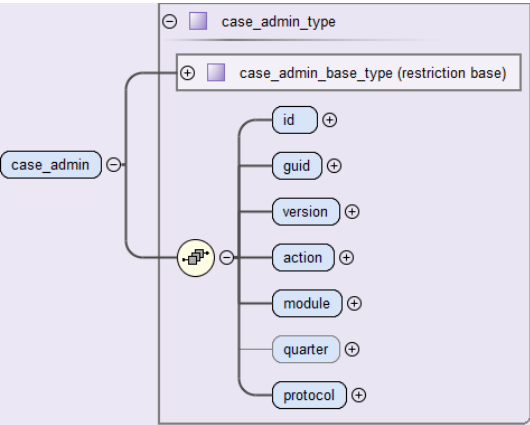 case_admin_type
case_admin_base_type (restriction base)
id
guid
case_admin
version
action
module
quarter
protocol